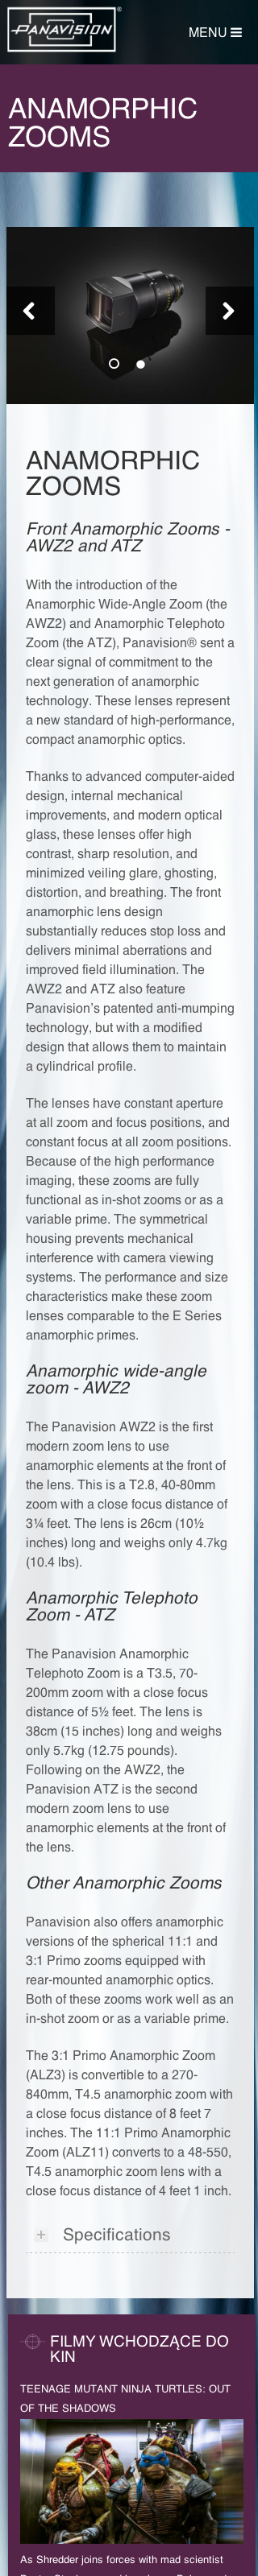 PANAVISION®
MENU
ANAMORPHIC
ZOOMS
ANAMORPHIC
ZOOMS
Front Anamorphic Zooms -
AWZ2 and ATZ
With the introduction of the
Anamorphic Wide-Angle Zoom (the
AWZ2) and Anamorphic Telephoto
Zoom (the ATZ), Panavision® sent a
clear signal of commitment to the
next generation of anamorphic
technology. These lenses represent
a new standard of high-performance,
compact anamorphic optics.
Thanks to advanced computer-aided
design, internal mechanical
improvements, and modern optical
glass, these lenses offer high
contrast, sharp resolution, and
minimized veiling glare, ghosting,
distortion, and breathing. The front
anamorphic lens design
substantially reduces stop loss and
delivers minimal aberrations and
improved field illumination. The
AWZ2 and ATZ also feature
Panavision's patented anti-mumping
technology, but with a modified
design that allows them to maintain
a cylindrical profile.
The lenses have constant aperture
at all zoom and focus positions, and
constant focus at all zoom positions.
Because of the high performance
imaging, these zooms are fully
functional as in-shot zooms or as a
variable prime. The symmetrical
housing prevents mechanical
interference with camera viewing
systems. The performance and size
characteristics make these zoom
lenses comparable to the E Series
anamorphic primes.
Anamorphic wide-angle
zoom - AWZ2
The Panavision AWZ2 is the first
modern zoom lens to use
anamorphic elements at the front of
the lens. This is a T2.8, 40-80mm
zoom with a close focus distance of
3¼ feet. The lens is 26cm (10½
inches) long and weighs only 4.7kg
(10.4 lbs).
Anamorphic Telephoto
Zoom - ATZ
The Panavision Anamorphic
Telephoto Zoom is a T3.5, 70-
200mm zoom with a close focus
distance of 5½ feet. The lens is
38cm (15 inches) long and weighs
only 5.7kg (12.75 pounds).
Following on the AWZ2, the
Panavision ATZ is the second
modern zoom lens to use
anamorphic elements at the front of
the lens.
Other Anamorphic Zooms
Panavision also offers anamorphic
versions of the spherical 11:1 and
3:1 Primo zooms equipped with
rear-mounted anamorphic optics.
Both of these zooms work well as an
in-shot zoom or as a variable prime.
The 3:1 Primo Anamorphic Zoom
(ALZ3) is convertible to a 270-
840mm, T4.5 anamorphic zoom with
a close focus distance of 8 feet 7
inches. The 11:1 Primo Anamorphic
Zoom (ALZ11) converts to a 48-550,
T4.5 anamorphic zoom lens with a
close focus distance of 4 feet 1 inch.
Specifications
FILMY WCHODZĄCE DO
KIN
TEENAGE MUTANT NINJA TURTLES: OUT
OF THE SHADOWS
As Shredder joins forces with mad scientist